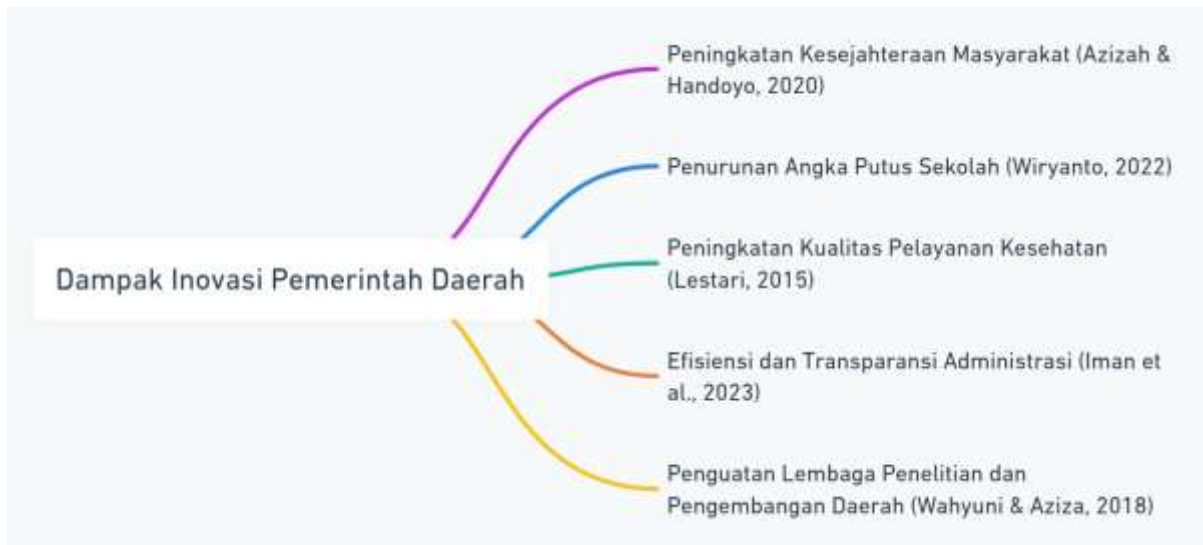 Dampak Inovasi Pemerintah Daerah
Peningkatan Kesejahteraan Masyarakat (Azizah &
Handoyo, 2020)
Penurunan Angka Putus Sekolah (Wiryanto, 2022)
Peningkatan Kualitas Pelayanan Kesehatan
(Lestari, 2015)
Efisiensi dan Transparansi Administrasi (Iman et
al., 2023)
Penguatan Lembaga Penelitian dan
Pengembangan Daerah (Wahyuni & Aziza, 2018)